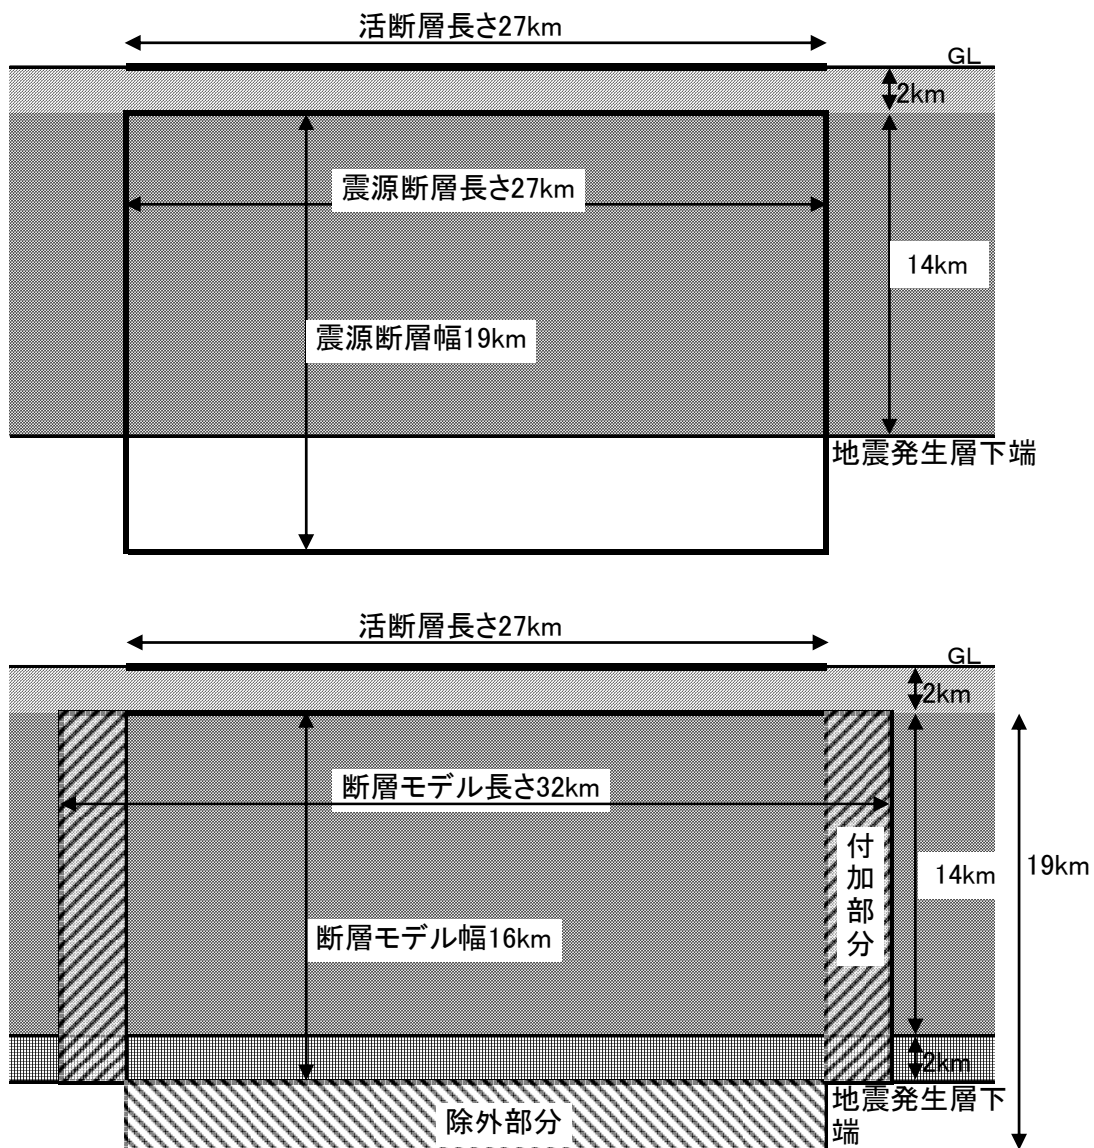 活断層長さ27km
GL
2km
震源断層長さ27km
14km
震源断層幅19km
地震発生層下端
活断層長さ27km
GL
2km
断層モデル長さ32km
付加部分
14km
19km
断層モデル幅16km
2km
地震発生層下
端
除外部分